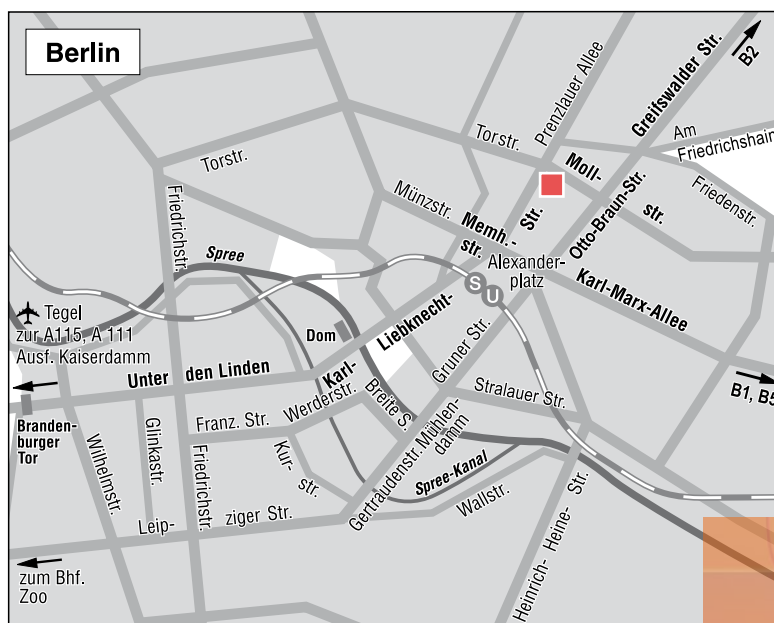 Berlin
B2
Greifswalder Str.
Prenzlauer Allee
Am
Friedrichshain
Torstr.
Moll-
str.
Friedenstr.
Torstr.
Friedrichstr.
Münzstr.
Memh.-
str.
Str.
Otto-Braun-Str.
Spree
Alexander-
platz
S
U
Karl-Marx-Allee
Tegel
zur A115, A 111
Ausf. Kaiserdamm
Dom
Karl-
Liebknecht-
Gruner Str.
Unter den Linden
Stralauer Str.
B1, B5
Branden-
burger
Tor
Wilhelmstr.
Glinkastr.
Franz. Str.
Friedrichstr.
Werderstr.
Breite S.
Kur-
str.
Mühlen-
damm
Gertraudenstr.
Spree-Kanal
Wallstr.
Leip-
ziger Str.
Heinrich- Heine- Str.
zum Bhf.
Zoo